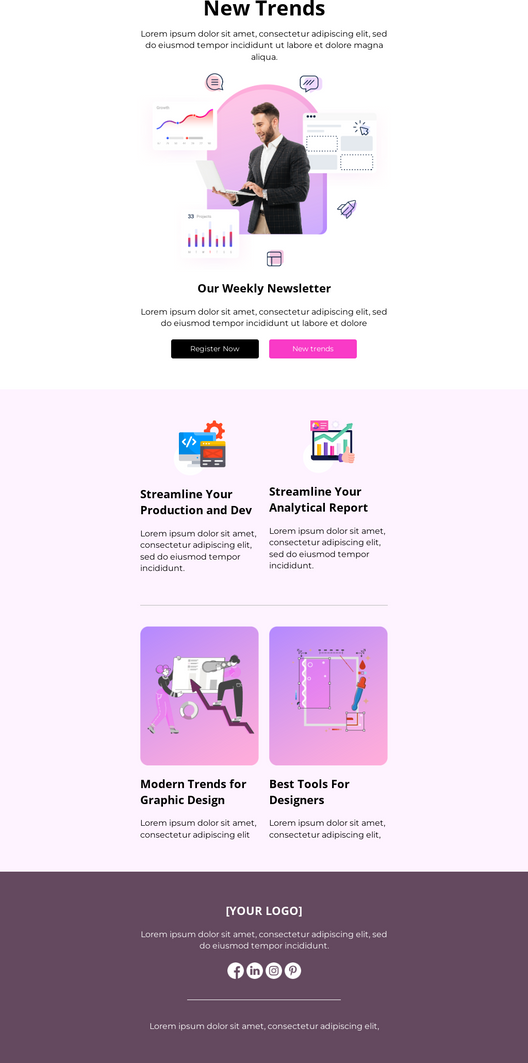 New Trends
Lorem ipsum dolor sit amet, consectetur adipiscing elit, sed
do eiusmod tempor incididunt ut labore et dolore magna
aliqua.
Growth
33 Projects
Our Weekly Newsletter
Lorem ipsum dolor sit amet, consectetur adipiscing elit, sed
do eiusmod tempor incididunt ut labore et dolore
Register Now
New trends
Streamline Your
Production and Dev
Lorem ipsum dolor sit amet,
consectetur adipiscing elit,
sed do eiusmod tempor
incididunt.
Streamline Your
Analytical Report
Lorem ipsum dolor sit amet,
consectetur adipiscing elit,
sed do eiusmod tempor
incididunt.
Modern Trends for
Graphic Design
Lorem ipsum dolor sit amet,
consectetur adipiscing elit
Best Tools For
Designers
Lorem ipsum dolor sit amet,
consectetur adipiscing elit,
[YOUR LOGO]
Lorem ipsum dolor sit amet, consectetur adipiscing elit, sed
do eiusmod tempor incididunt.
Lorem ipsum dolor sit amet, consectetur adipiscing elit,